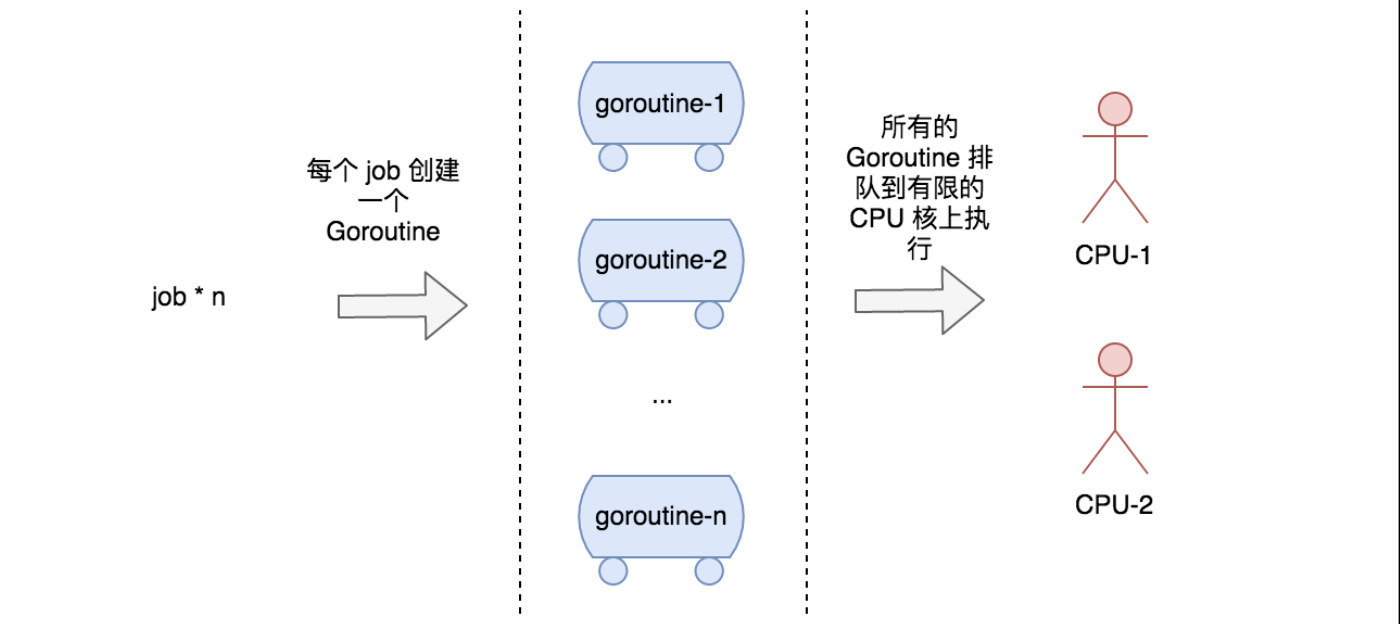 job * n
每个 job 创建
一个
Goroutine
goroutine-1
goroutine-2
...
goroutine-n
所有的
Goroutine 排
队到有限的
CPU 核上执
行
CPU-1
CPU-2